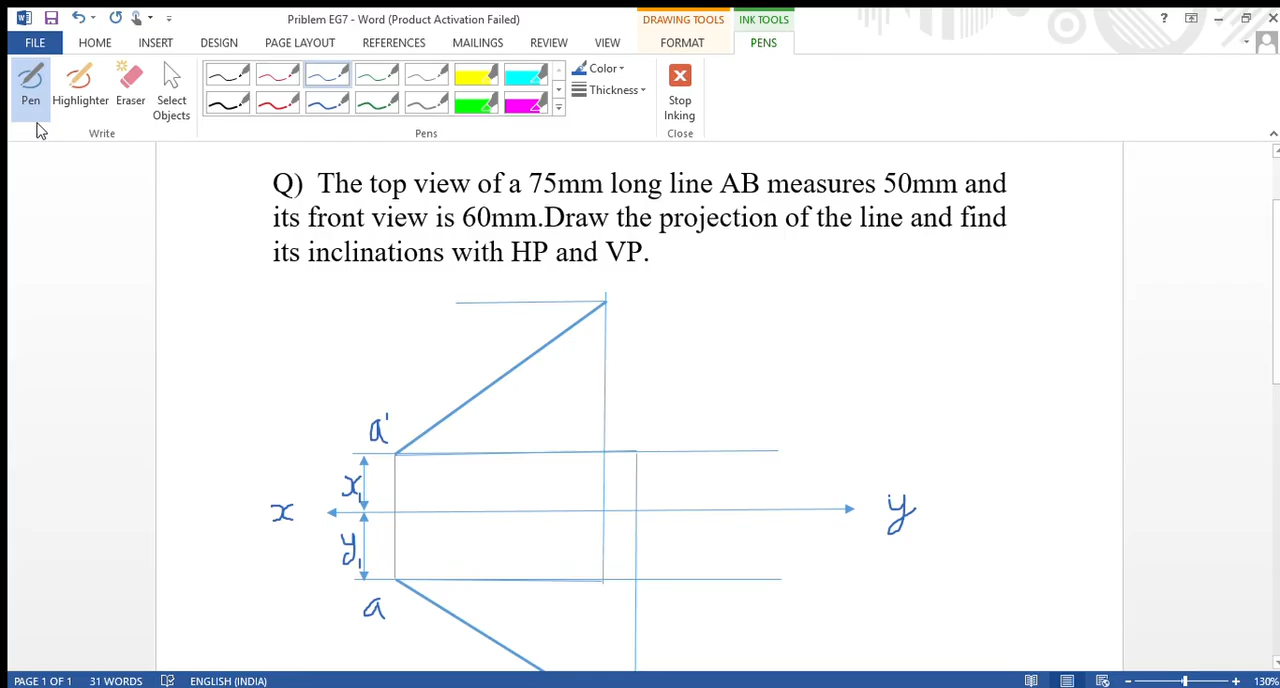 Priblem EG7 - Word (Product Activation Failed)
DRAWING TOOLS
INK TOOLS
?
FILE
HOME
INSERT
DESIGN
PAGE LAYOUT
REFERENCES
MAILINGS
REVIEW
VIEW
FORMAT
PENS
Pen
Highlighter
Eraser
Select
Objects
Color
Thickness
Stop
Inking
Write
Pens
Close
Q) The top view of a 75mm long line AB measures 50mm and
its front view is 60mm.Draw the projection of the line and find
its inclinations with HP and VP.
a'
x1
x
y
y1
a
PAGE 1 OF 1
31 WORDS
ENGLISH (INDIA)
130%